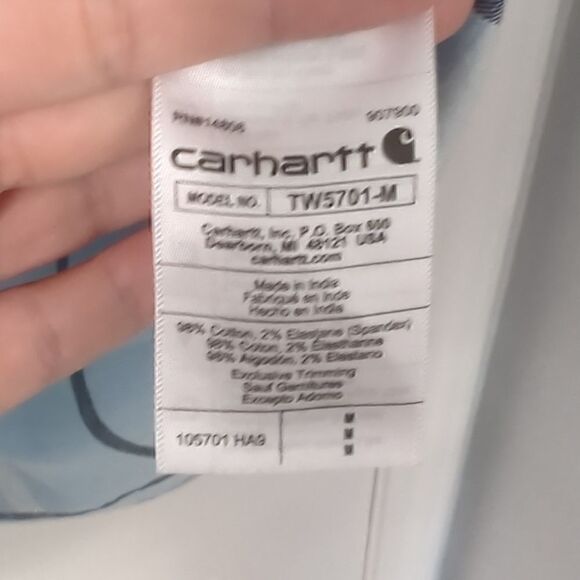 RN#14806 907900
carhartt
MODEL NO. TW5701-M
Carhartt, Inc. P.O. Box 600
Dearborn, MI 48121 USA
carhartt.com
Made in India
Fabriqué en Inde
Hecho en India
98% Cotton, 2% Elastane (Spandex)
98% Coton, 2% Élasthanne
98% Algodón, 2% Elastano
Exclusive Trimming
Sauf Garnitures
Excepto Adorno
105701 HA9 M
M
M